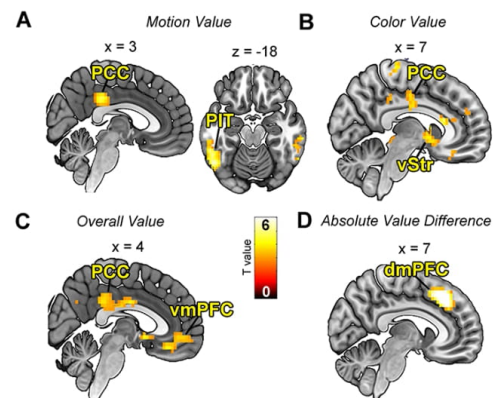 A
Motion Value
x = 3
z = -18
PCC
PIT
B
Color Value
x = 7
PCC
vStr
C
Overall Value
x = 4
PCC
vmPFC
6
T value
0
D
Absolute Value Difference
x = 7
dmPFC